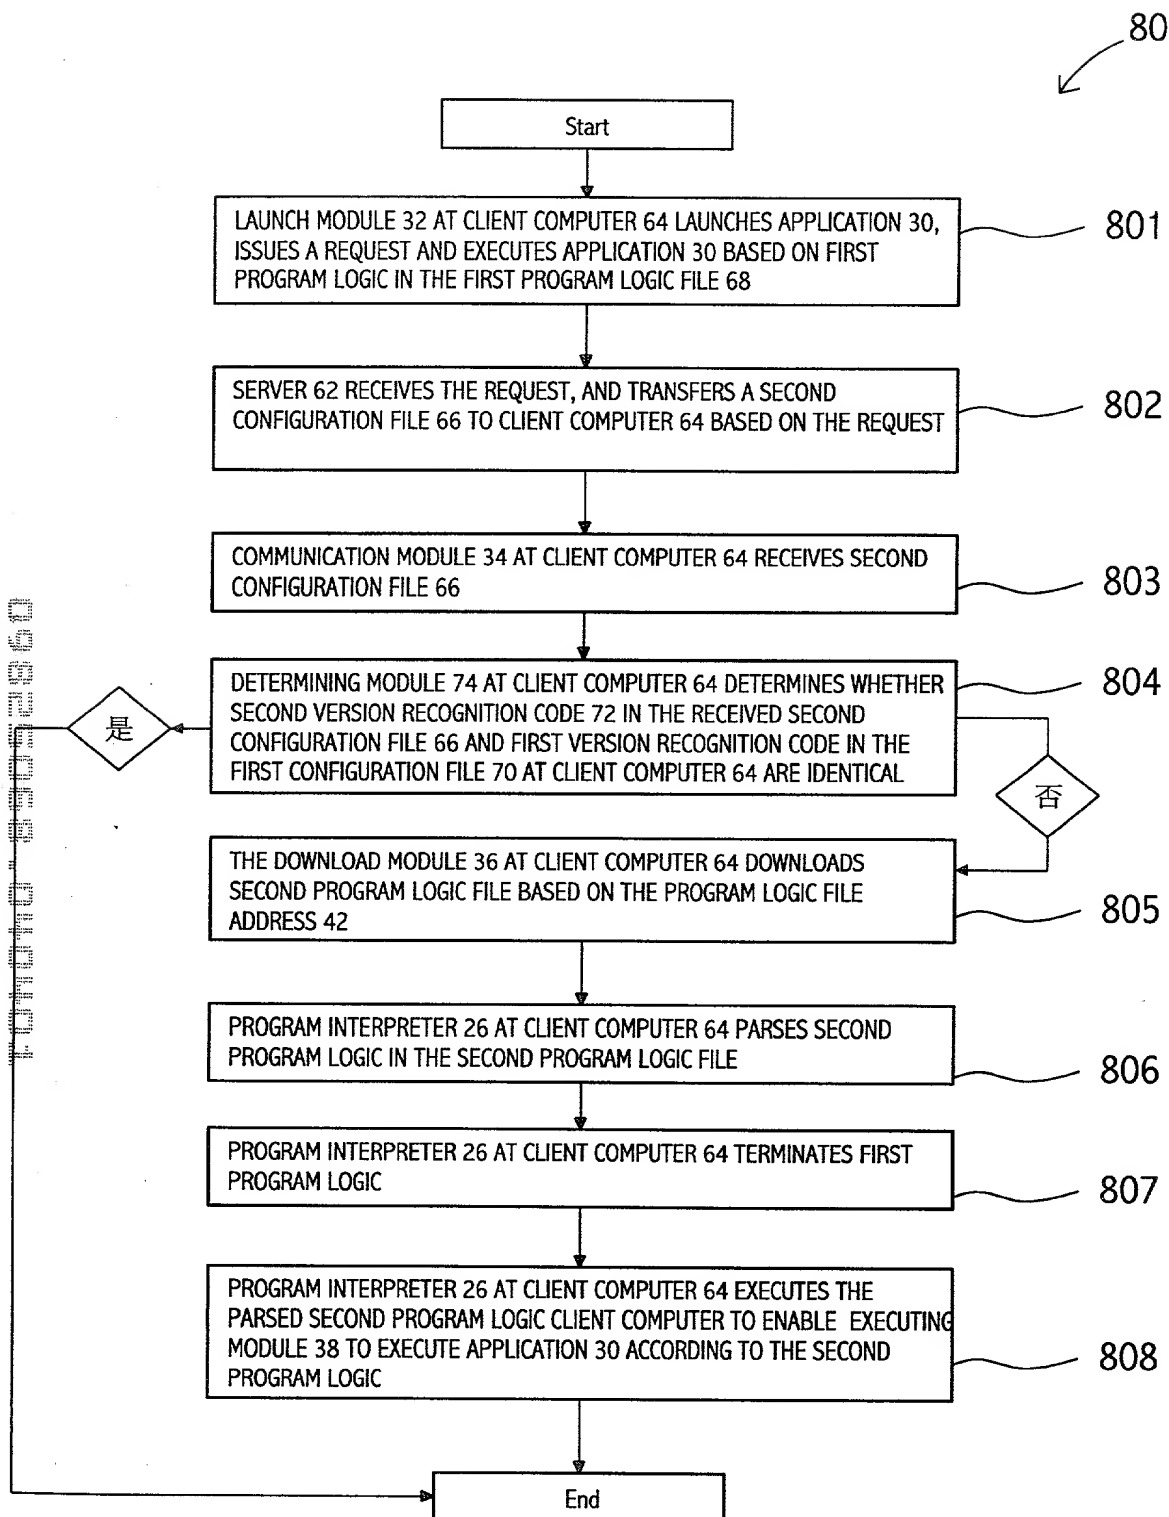 80
Start
LAUNCH MODULE 32 AT CLIENT COMPUTER 64 LAUNCHES APPLICATION 30,
ISSUES A REQUEST AND EXECUTES APPLICATION 30 BASED ON FIRST
PROGRAM LOGIC IN THE FIRST PROGRAM LOGIC FILE 68
801
SERVER 62 RECEIVES THE REQUEST, AND TRANSFERS A SECOND
CONFIGURATION FILE 66 TO CLIENT COMPUTER 64 BASED ON THE REQUEST
802
COMMUNICATION MODULE 34 AT CLIENT COMPUTER 64 RECEIVES SECOND
CONFIGURATION FILE 66
803
DETERMINING MODULE 74 AT CLIENT COMPUTER 64 DETERMINES WHETHER
SECOND VERSION RECOGNITION CODE 72 IN THE RECEIVED SECOND
CONFIGURATION FILE 66 AND FIRST VERSION RECOGNITION CODE IN THE
FIRST CONFIGURATION FILE 70 AT CLIENT COMPUTER 64 ARE IDENTICAL
804
是
否
THE DOWNLOAD MODULE 36 AT CLIENT COMPUTER 64 DOWNLOADS
SECOND PROGRAM LOGIC FILE BASED ON THE PROGRAM LOGIC FILE
ADDRESS 42
805
PROGRAM INTERPRETER 26 AT CLIENT COMPUTER 64 PARSES SECOND
PROGRAM LOGIC IN THE SECOND PROGRAM LOGIC FILE
806
PROGRAM INTERPRETER 26 AT CLIENT COMPUTER 64 TERMINATES FIRST
PROGRAM LOGIC
807
PROGRAM INTERPRETER 26 AT CLIENT COMPUTER 64 EXECUTES THE
PARSED SECOND PROGRAM LOGIC CLIENT COMPUTER TO ENABLE EXECUTING
MODULE 38 TO EXECUTE APPLICATION 30 ACCORDING TO THE SECOND
PROGRAM LOGIC
808
End